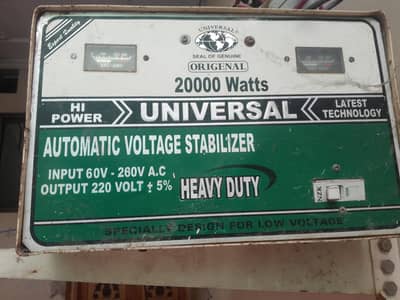 Export Quality
UNIVERSAL
SEAL OF GENUINE
ORIGENAL
20000 Watts
HI
POWER
UNIVERSAL
LATEST
TECHNOLOGY
AUTOMATIC VOLTAGE STABILIZER
INPUT 60V - 260V A.C
OUTPUT 220 VOLT ± 5%
HEAVY DUTY
NZK
SPECIALLY DESIGN FOR LOW VOLTAGE